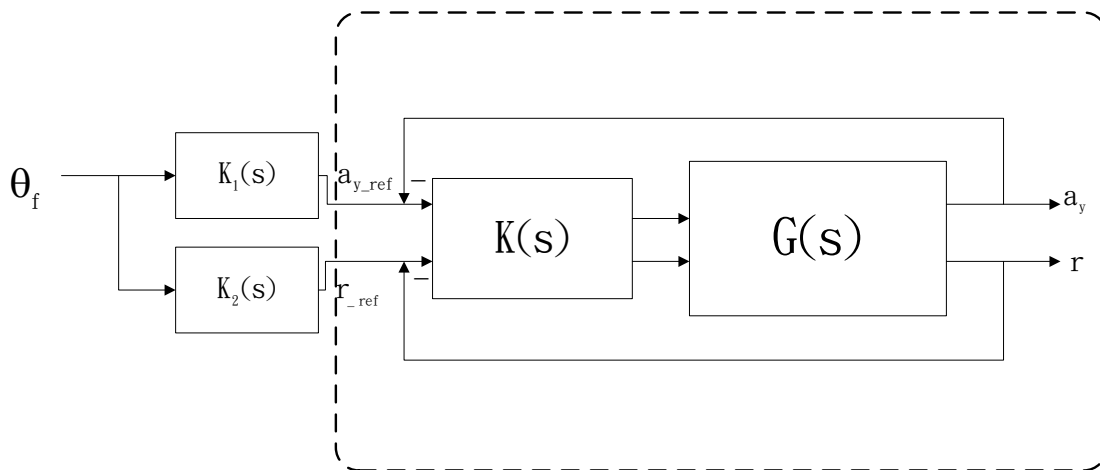 θf
K1(s)
ay_ref
−
K(s)
G(s)
ay
K2(s)
r_ref
−
r